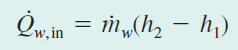 Q̇w,in = ṁw(h2 − h1)